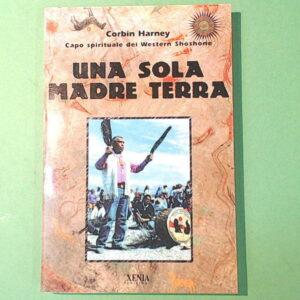 Corbin Harney
Capo spirituale dei Western Shoshone
UNA SOLA
MADRE TERRA
XENIA